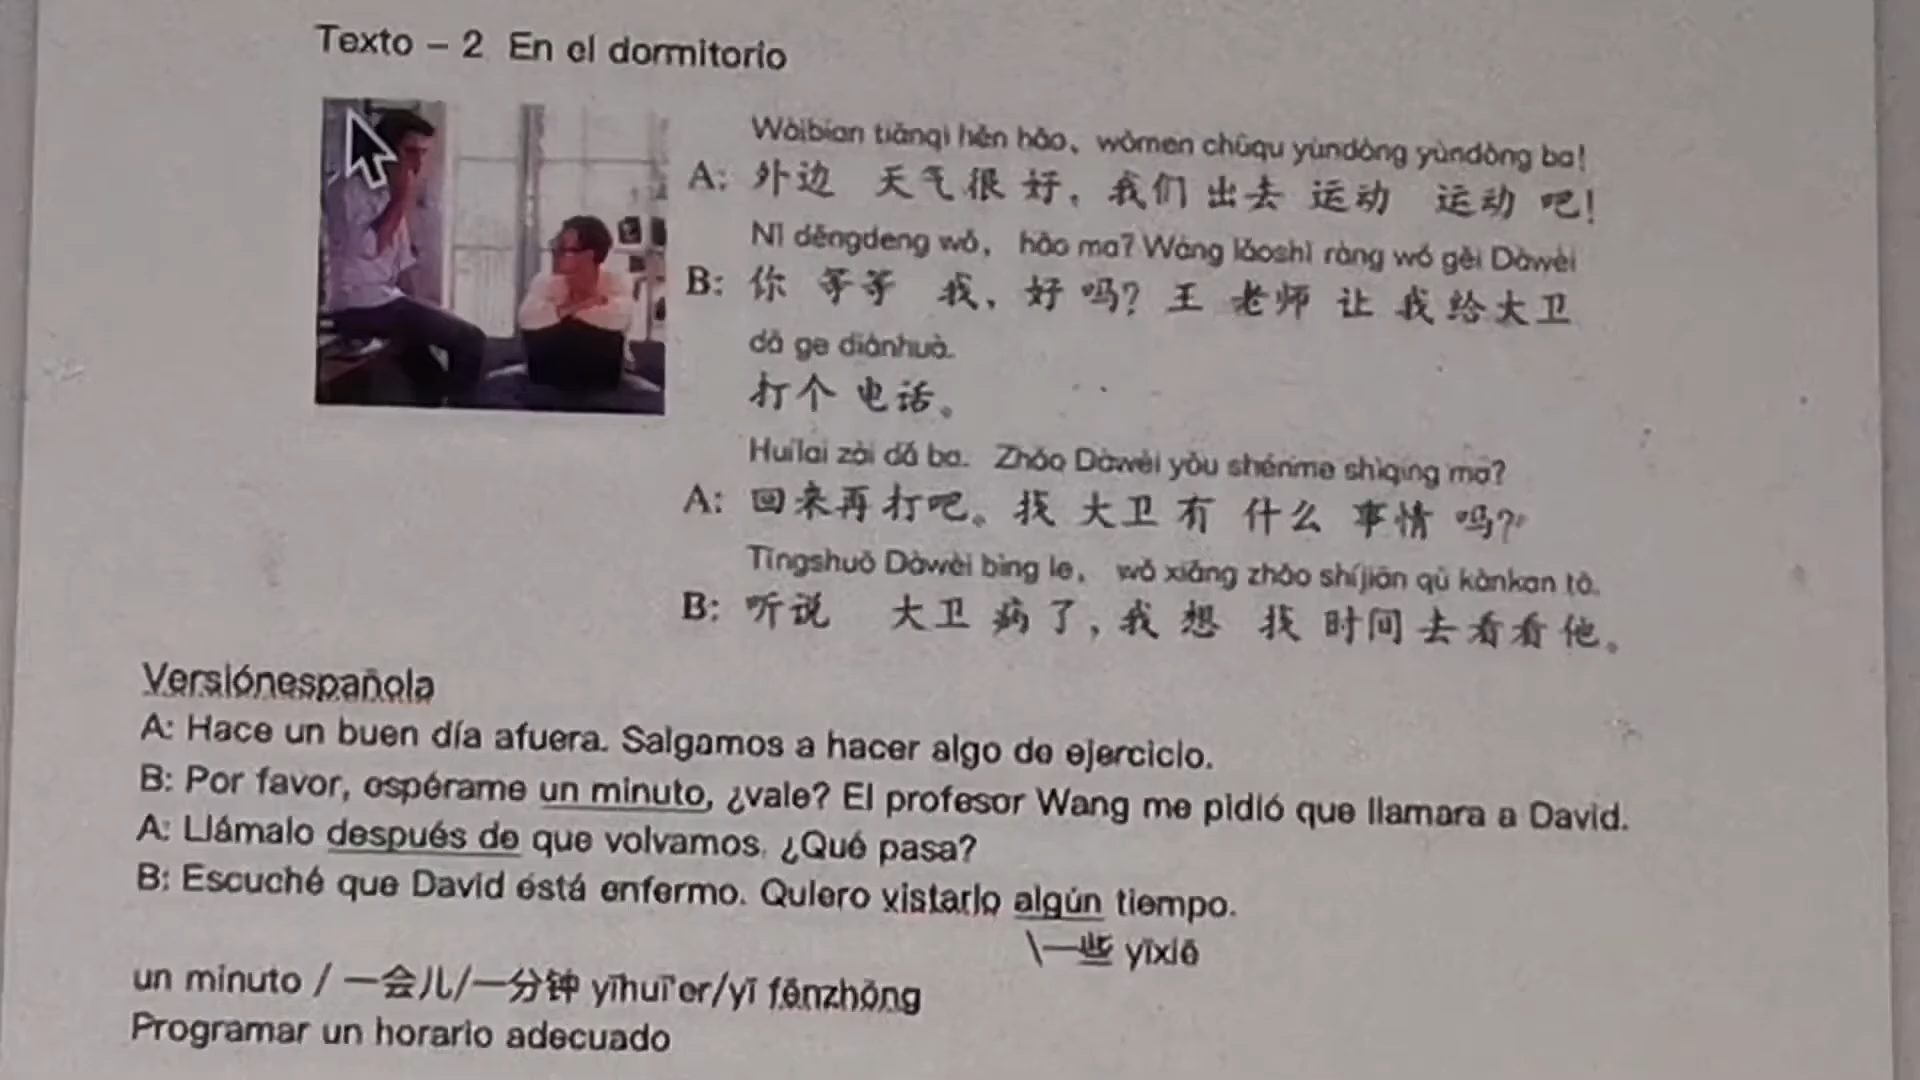 Texto – 2 En el dormitorio
Wàibian tiānqì hěn hǎo, wǒmen chūqu yùndòng yùndòng ba!
A: 外边 天气很 好，我们 出去 运动 运动 吧！
Nǐ děngdeng wǒ, hǎo ma? Wáng lǎoshī ràng wǒ gěi Dàwèi
B: 你 等等 我，好 吗？王 老师 让 我 给 大卫
dǎ ge diànhuà.
打个 电话。
Huílai zài dǎ ba. Zhǎo Dàwèi yǒu shénme shìqing ma?
A: 回来再打吧。找 大卫 有 什么 事情 吗？
Tīngshuō Dàwèi bìng le, wǒ xiǎng zhǎo shíjiān qù kànkan tā.
B: 听说 大卫 病 了，我 想 找 时间 去 看看 他。
Versiónespañola
A: Hace un buen día afuera. Salgamos a hacer algo de ejercicio.
B: Por favor, espérame un minuto, ¿vale? El profesor Wang me pidió que llamara a David.
A: Llámalo después de que volvamos. ¿Qué pasa?
B: Escuché que David está enfermo. Quiero vistarlo algún tiempo.
\一些 yīxiē
un minuto / 一会儿/一分钟 yīhuī'er/yī fēnzhōng
Programar un horario adecuado